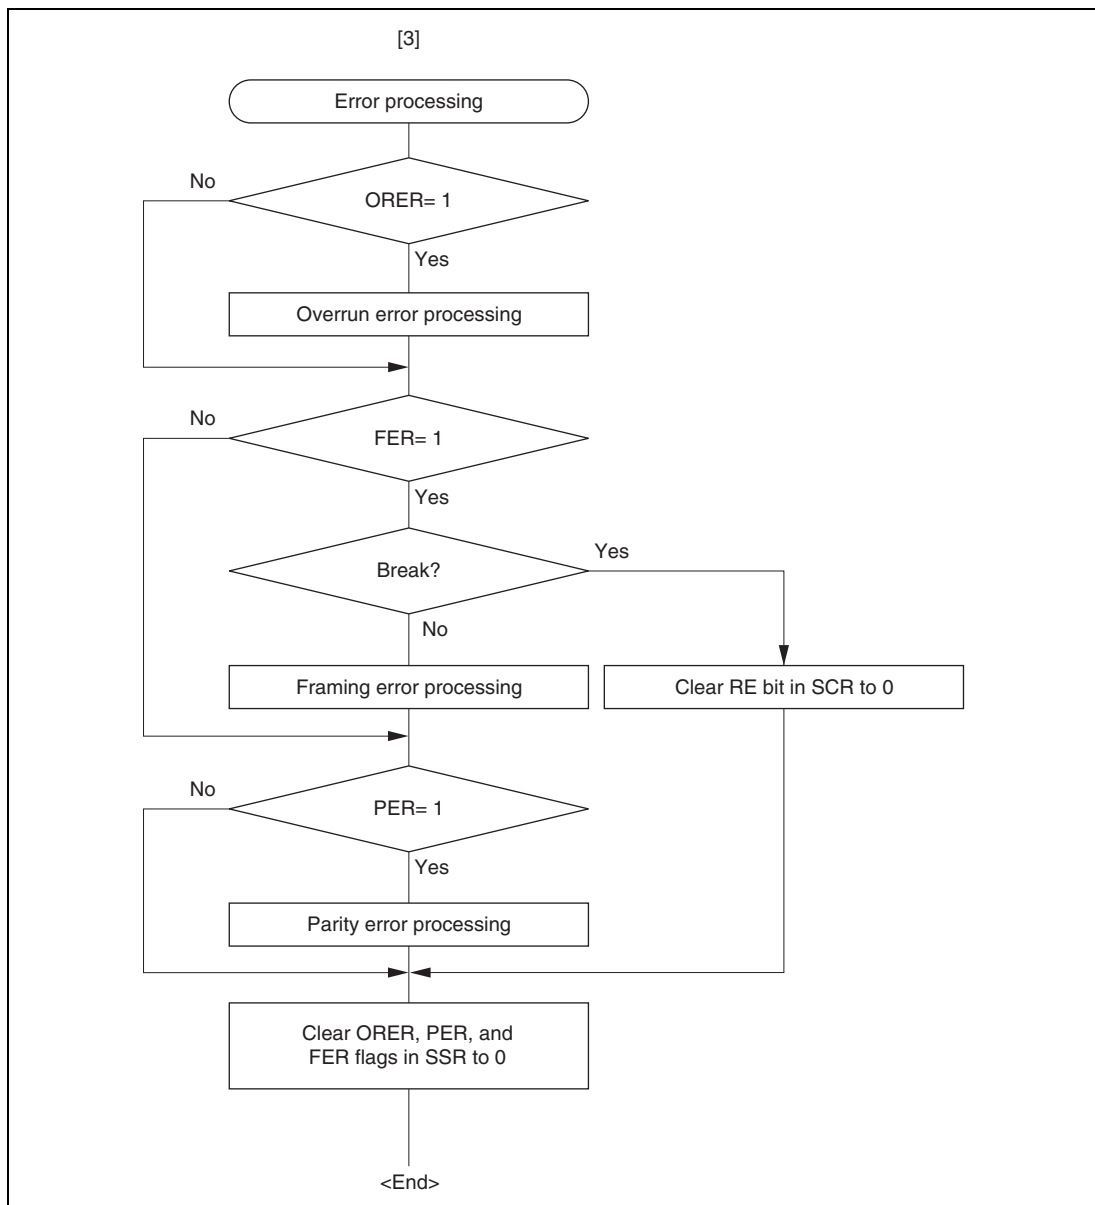 [3]
Error processing
No
ORER= 1
Yes
Overrun error processing
No
FER= 1
Yes
Break?
Yes
No
Framing error processing
Clear RE bit in SCR to 0
No
PER= 1
Yes
Parity error processing
Clear ORER, PER, and
FER flags in SSR to 0
<End>